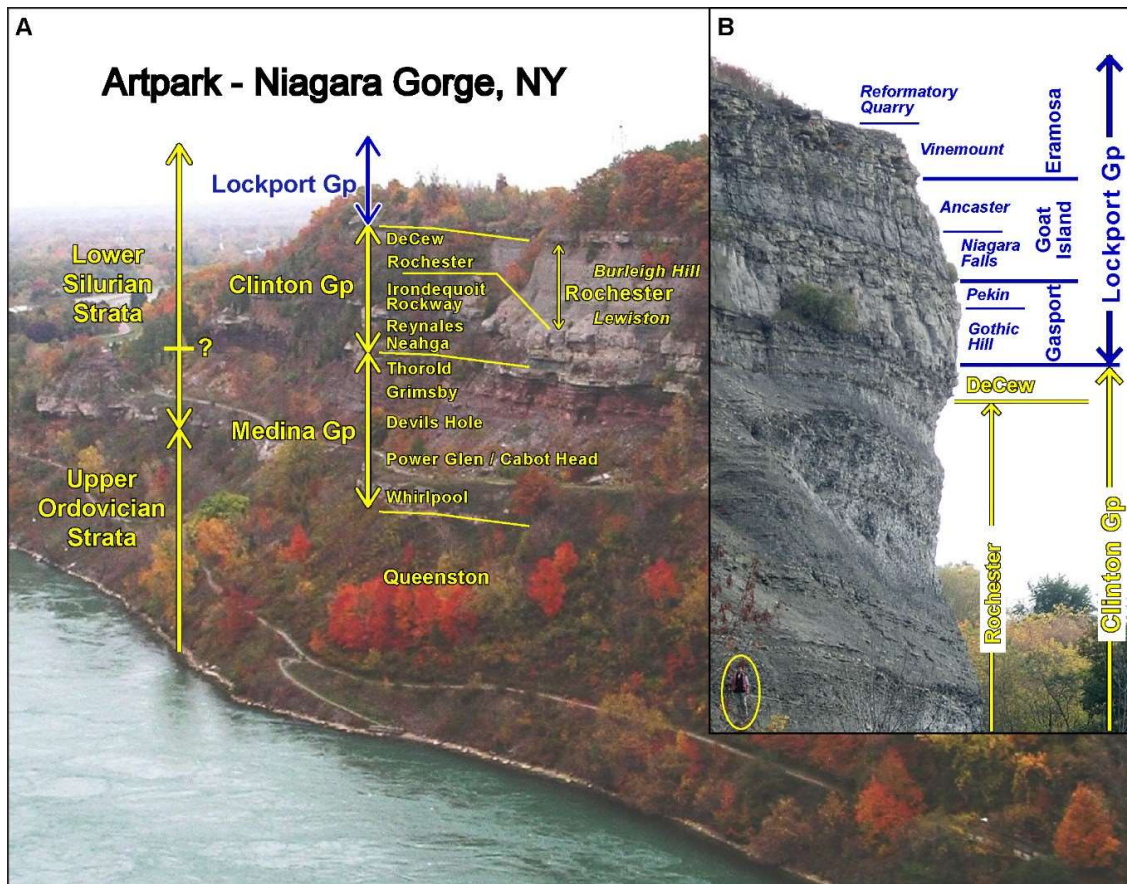 A
Artpark - Niagara Gorge, NY
Lockport Gp
Lower
Silurian
Strata
?
Upper
Ordovician
Strata
Clinton Gp
Medina Gp
DeCew
Rochester
Irondequoit
Rockway
Reynales
Neahga
Thorold
Grimsby
Devils Hole
Power Glen / Cabot Head
Whirlpool
Queenston
Burleigh Hill
Rochester
Lewiston
B
Reformatory
Quarry
Vinemount
Eramosa
Ancaster
Niagara
Falls
Goat
Island
Pekin
Gothic
Hill
Gasport
Lockport Gp
DeCew
Rochester
Clinton Gp